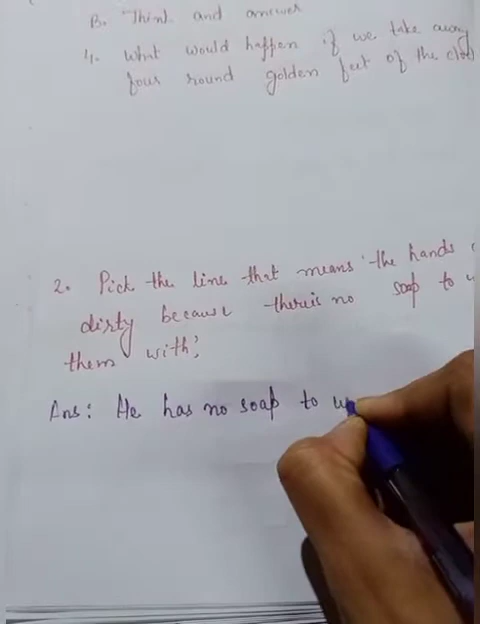 B. Think and answer
4. What would happen if we take away
four round golden feet of the clock
2. Pick the line that means 'the hands
dirty because there is no soap to
them with'.
Ans: He has no soap to